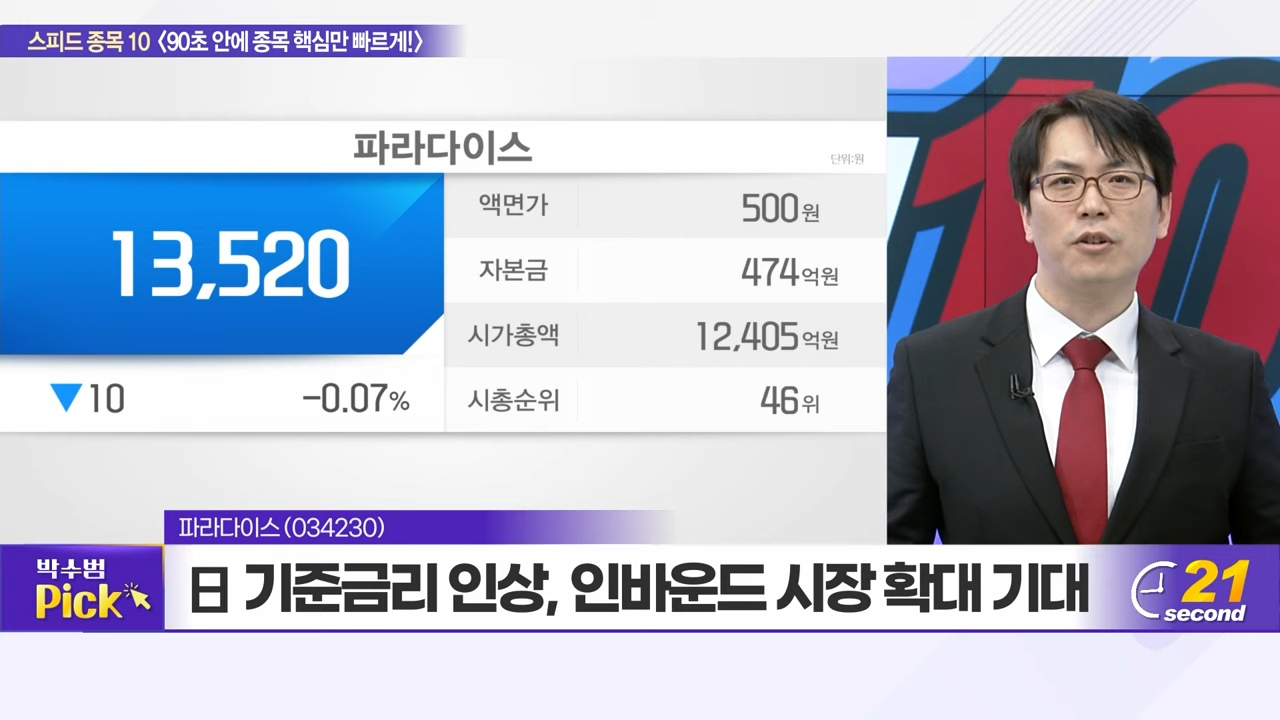 스피드 종목 10 〈90초 안에 종목 핵심만 빠르게!〉
파라다이스
단위:원
13,520
▼10 -0.07%
액면가 500원
자본금 474억원
시가총액 12,405억원
시총순위 46위
파라다이스(034230)
박수범
Pick
日 기준금리 인상, 인바운드 시장 확대 기대
21
second